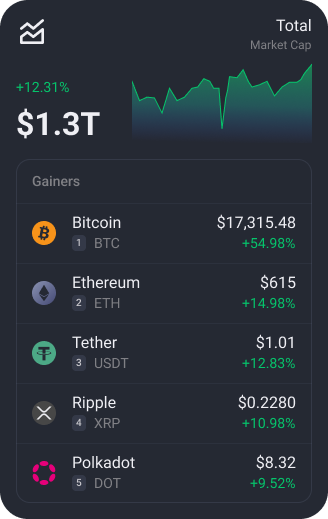 Total
Market Cap
+12.31%
$1.3T
Gainers
Bitcoin $17,315.48
1 BTC +54.98%
Ethereum $615
2 ETH +14.98%
Tether $1.01
3 USDT +12.83%
Ripple $0.2280
4 XRP +10.98%
Polkadot $8.32
5 DOT +9.52%